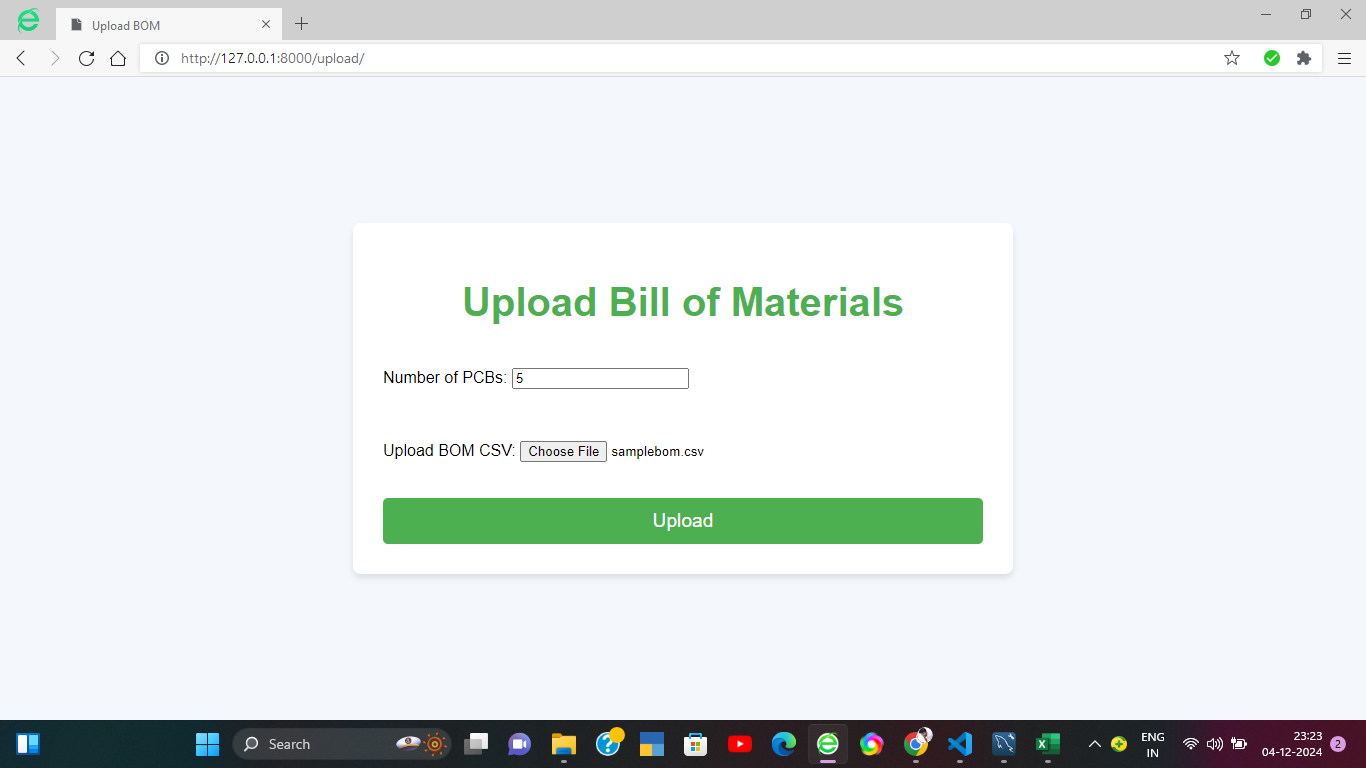 Upload BOM
http://127.0.0.1:8000/upload/
Upload Bill of Materials
Number of PCBs: 5
Upload BOM CSV: Choose File samplebom.csv
Upload
Search
ENG
IN
23:23
04-12-2024
2